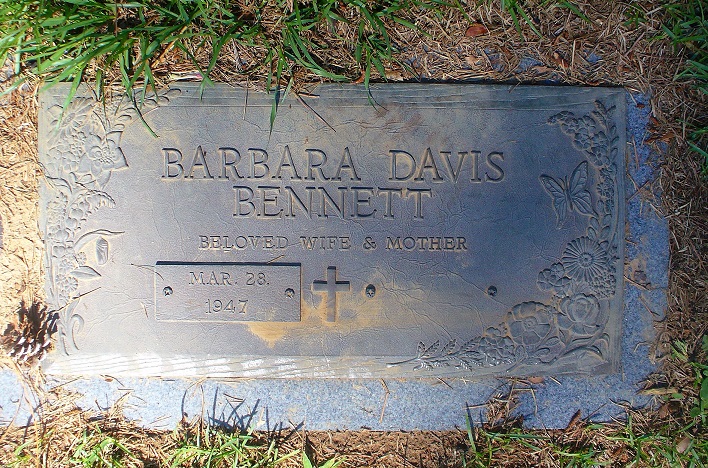 BARBARA DAVIS
BENNETT
BELOVED WIFE & MOTHER
MAR. 28.
1947